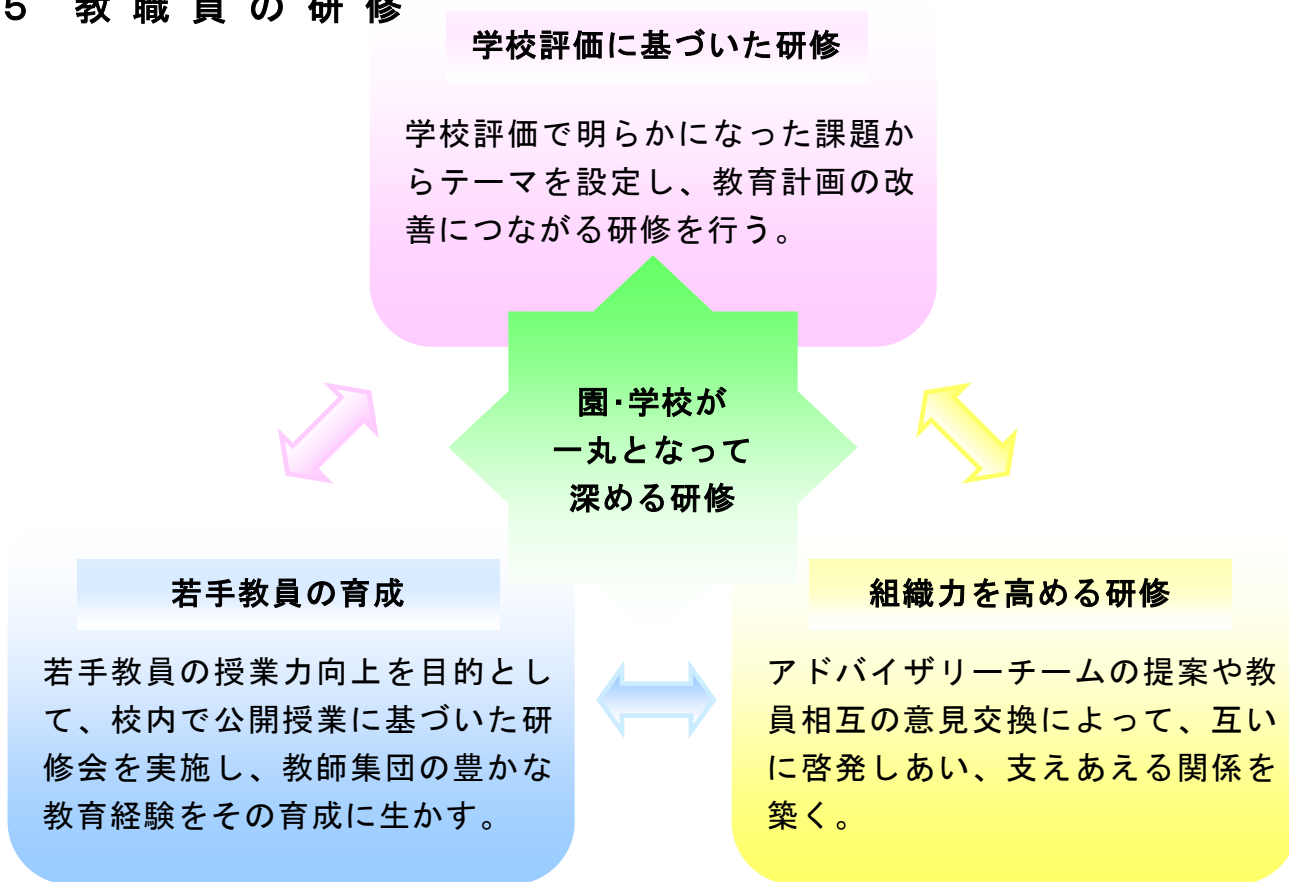 ５ 教職員の研修
学校評価に基づいた研修
学校評価で明らかになった課題か
らテーマを設定し、教育計画の改
善につながる研修を行う。
園･学校が
一丸となって
深める研修
若手教員の育成
若手教員の授業力向上を目的とし
て、校内で公開授業に基づいた研
修会を実施し、教師集団の豊かな
教育経験をその育成に生かす。
組織力を高める研修
アドバイザリーチームの提案や教
員相互の意見交換によって、互い
に啓発しあい、支えあえる関係を
築く。